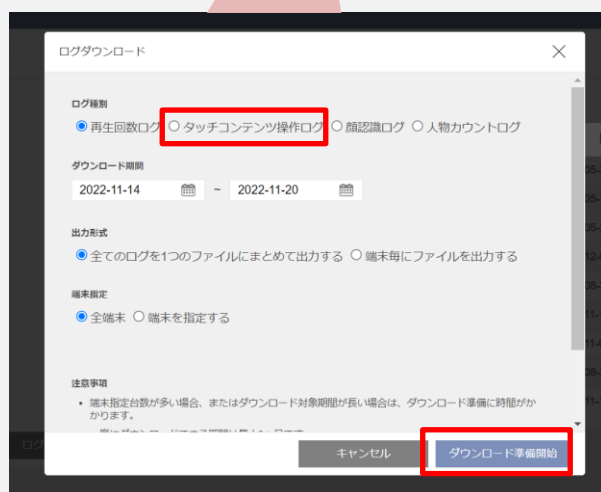 ログダウンロード
ログ種別
再生回数ログ タッチコンテンツ操作ログ 顔認識ログ 人物カウントログ
ダウンロード期間
2022-11-14 ~ 2022-11-20
出力形式
全てのログを1つのファイルにまとめて出力する 端末毎にファイルを出力する
端末指定
全端末 端末を指定する
注意事項
• 端末指定台数が多い場合、またはダウンロード対象期間が長い場合は、ダウンロード準備に時間がか
かります。
キャンセル ダウンロード準備開始